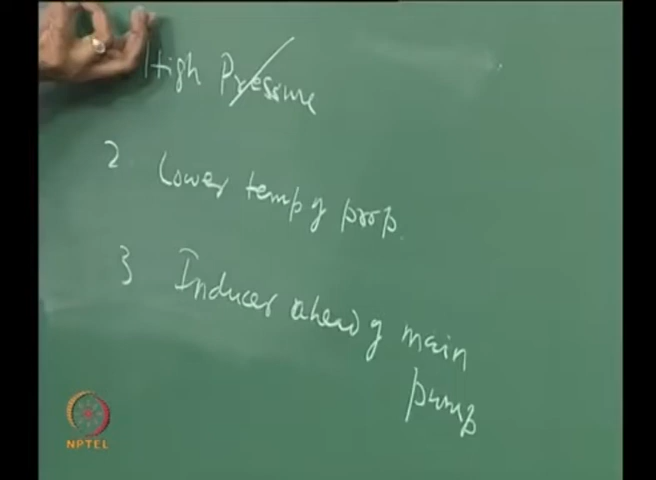 High Pressure
2. Lower temp of prop.
3 Inducer ahead of main
pump
NPTEL